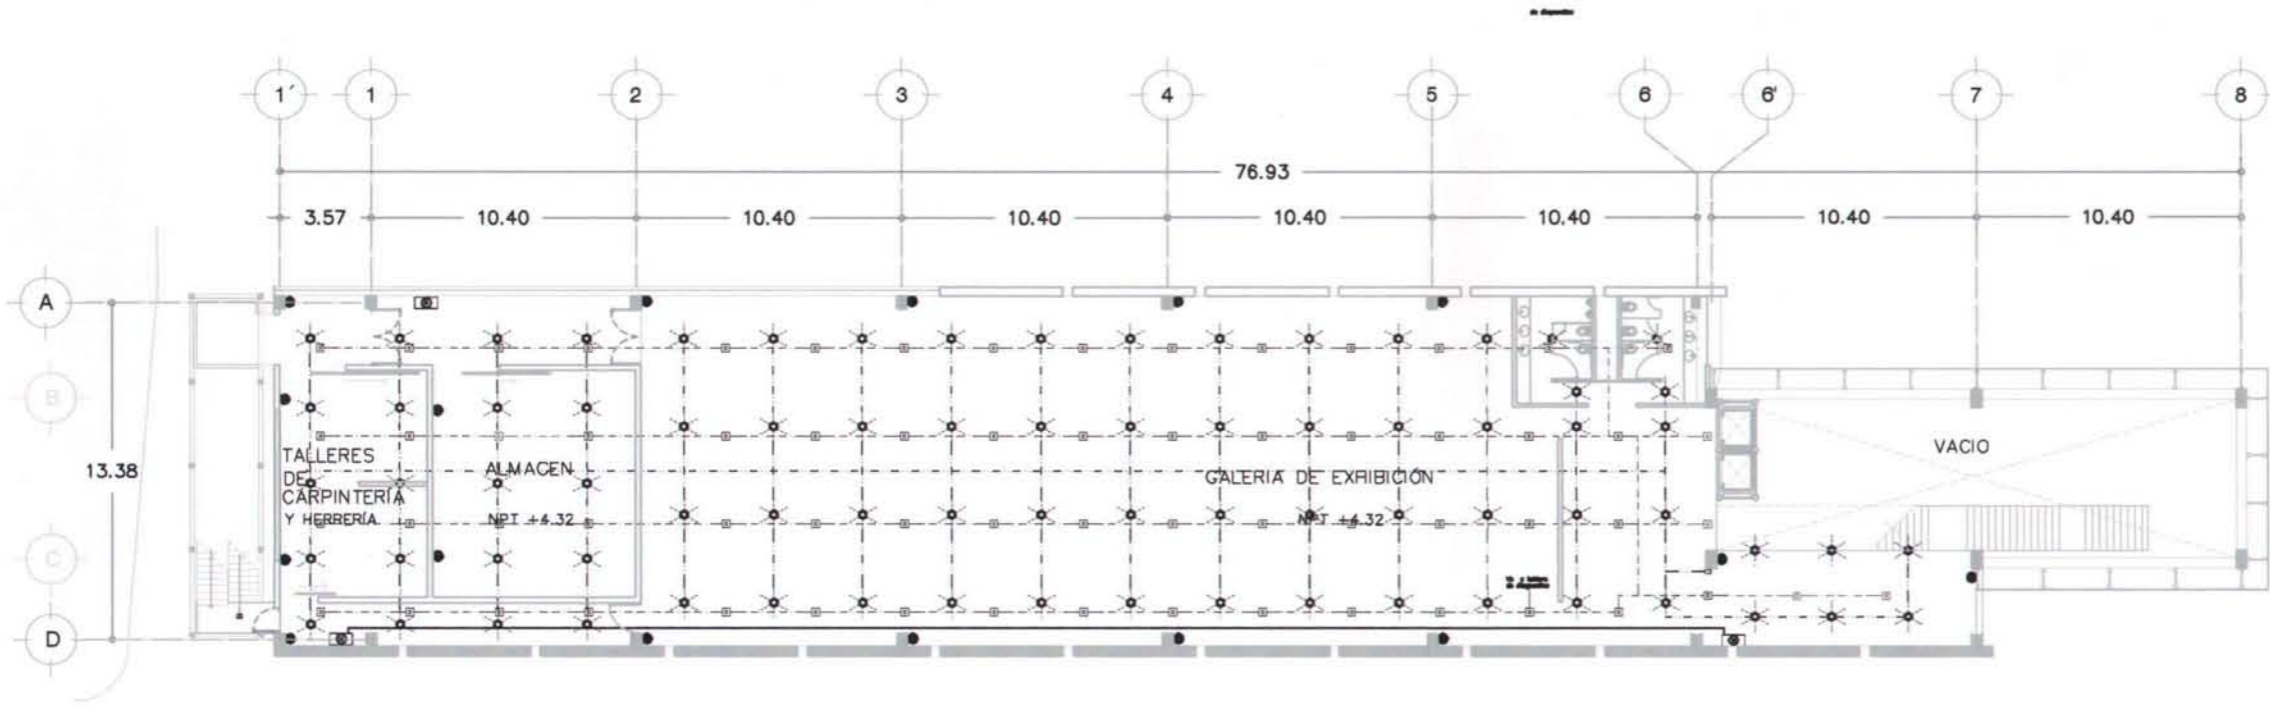 1´ 1 2 3 4 5 6 6' 7 8
76.93
3.57 10.40 10.40 10.40 10.40 10.40 10.40 10.40
A
B
C
D
13.38
TALLERES
DE
CARPINTERÍA
Y HERRERÍA
ALMACEN
NPT +4.32
GALERIA DE EXHIBICIÓN
NPT +4.32
VACIO